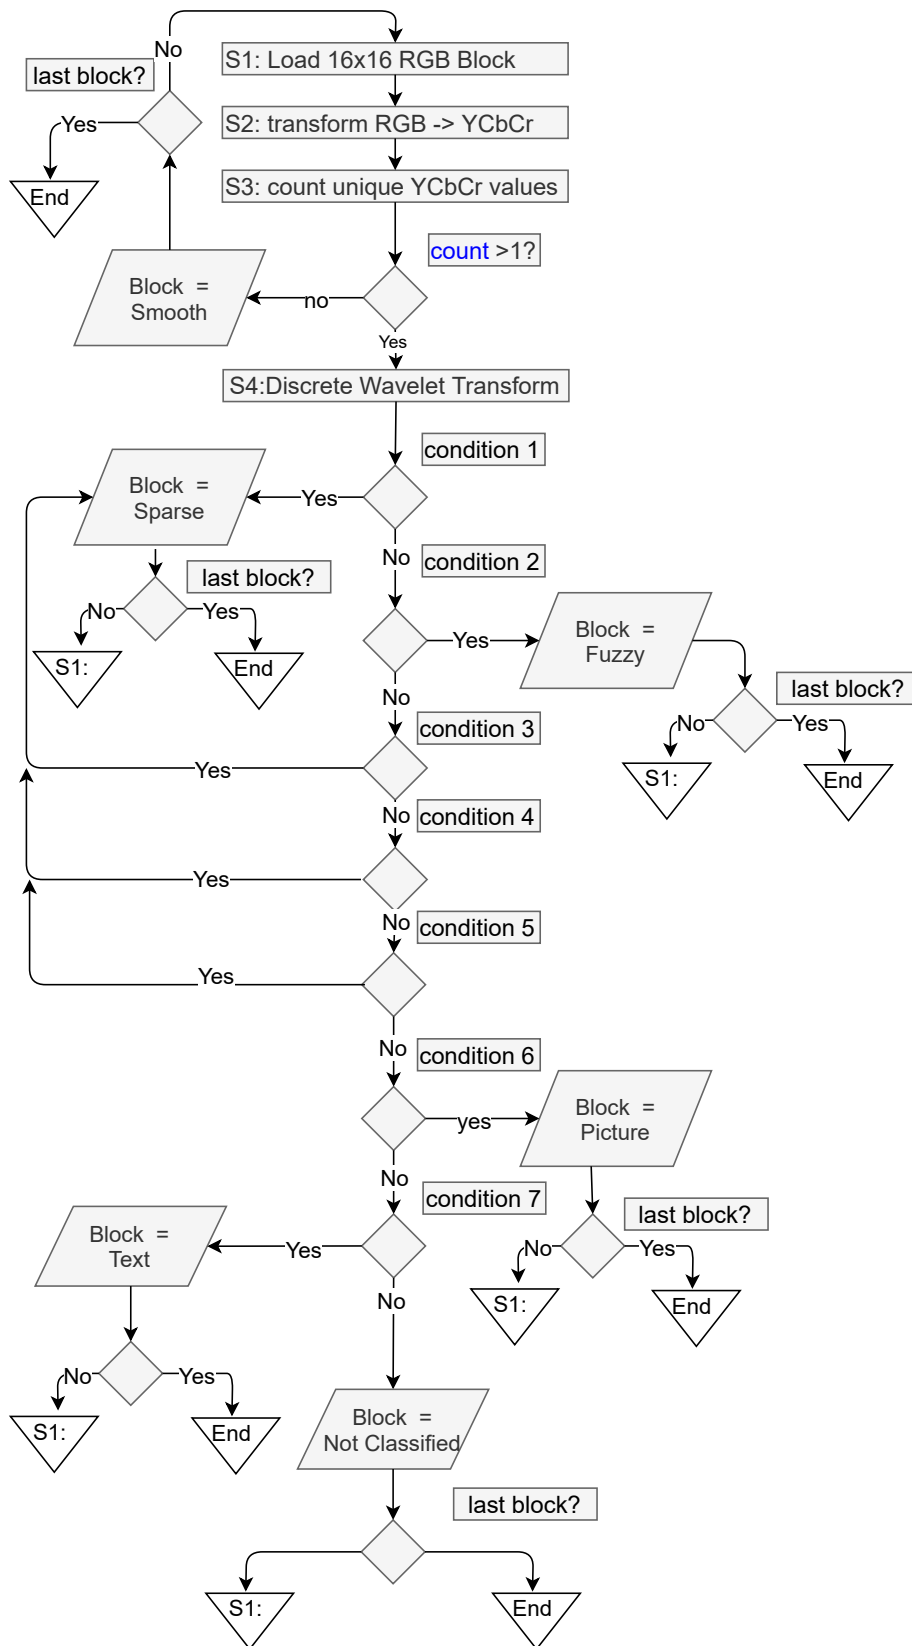 No
last block?
Yes
End
S1: Load 16x16 RGB Block
S2: transform RGB -> YCbCr
S3: count unique YCbCr values
count >1?
no
Block =
Smooth
Yes
S4:Discrete Wavelet Transform
condition 1
Yes
Block =
Sparse
last block?
No
Yes
S1:
End
No
condition 2
Yes
Block =
Fuzzy
last block?
No
Yes
S1:
End
No
condition 3
Yes
No
condition 4
Yes
No
condition 5
Yes
No
condition 6
yes
Block =
Picture
last block?
No
Yes
S1:
End
No
condition 7
Yes
Block =
Text
No
Yes
S1:
End
No
Block =
Not Classified
last block?
S1:
End